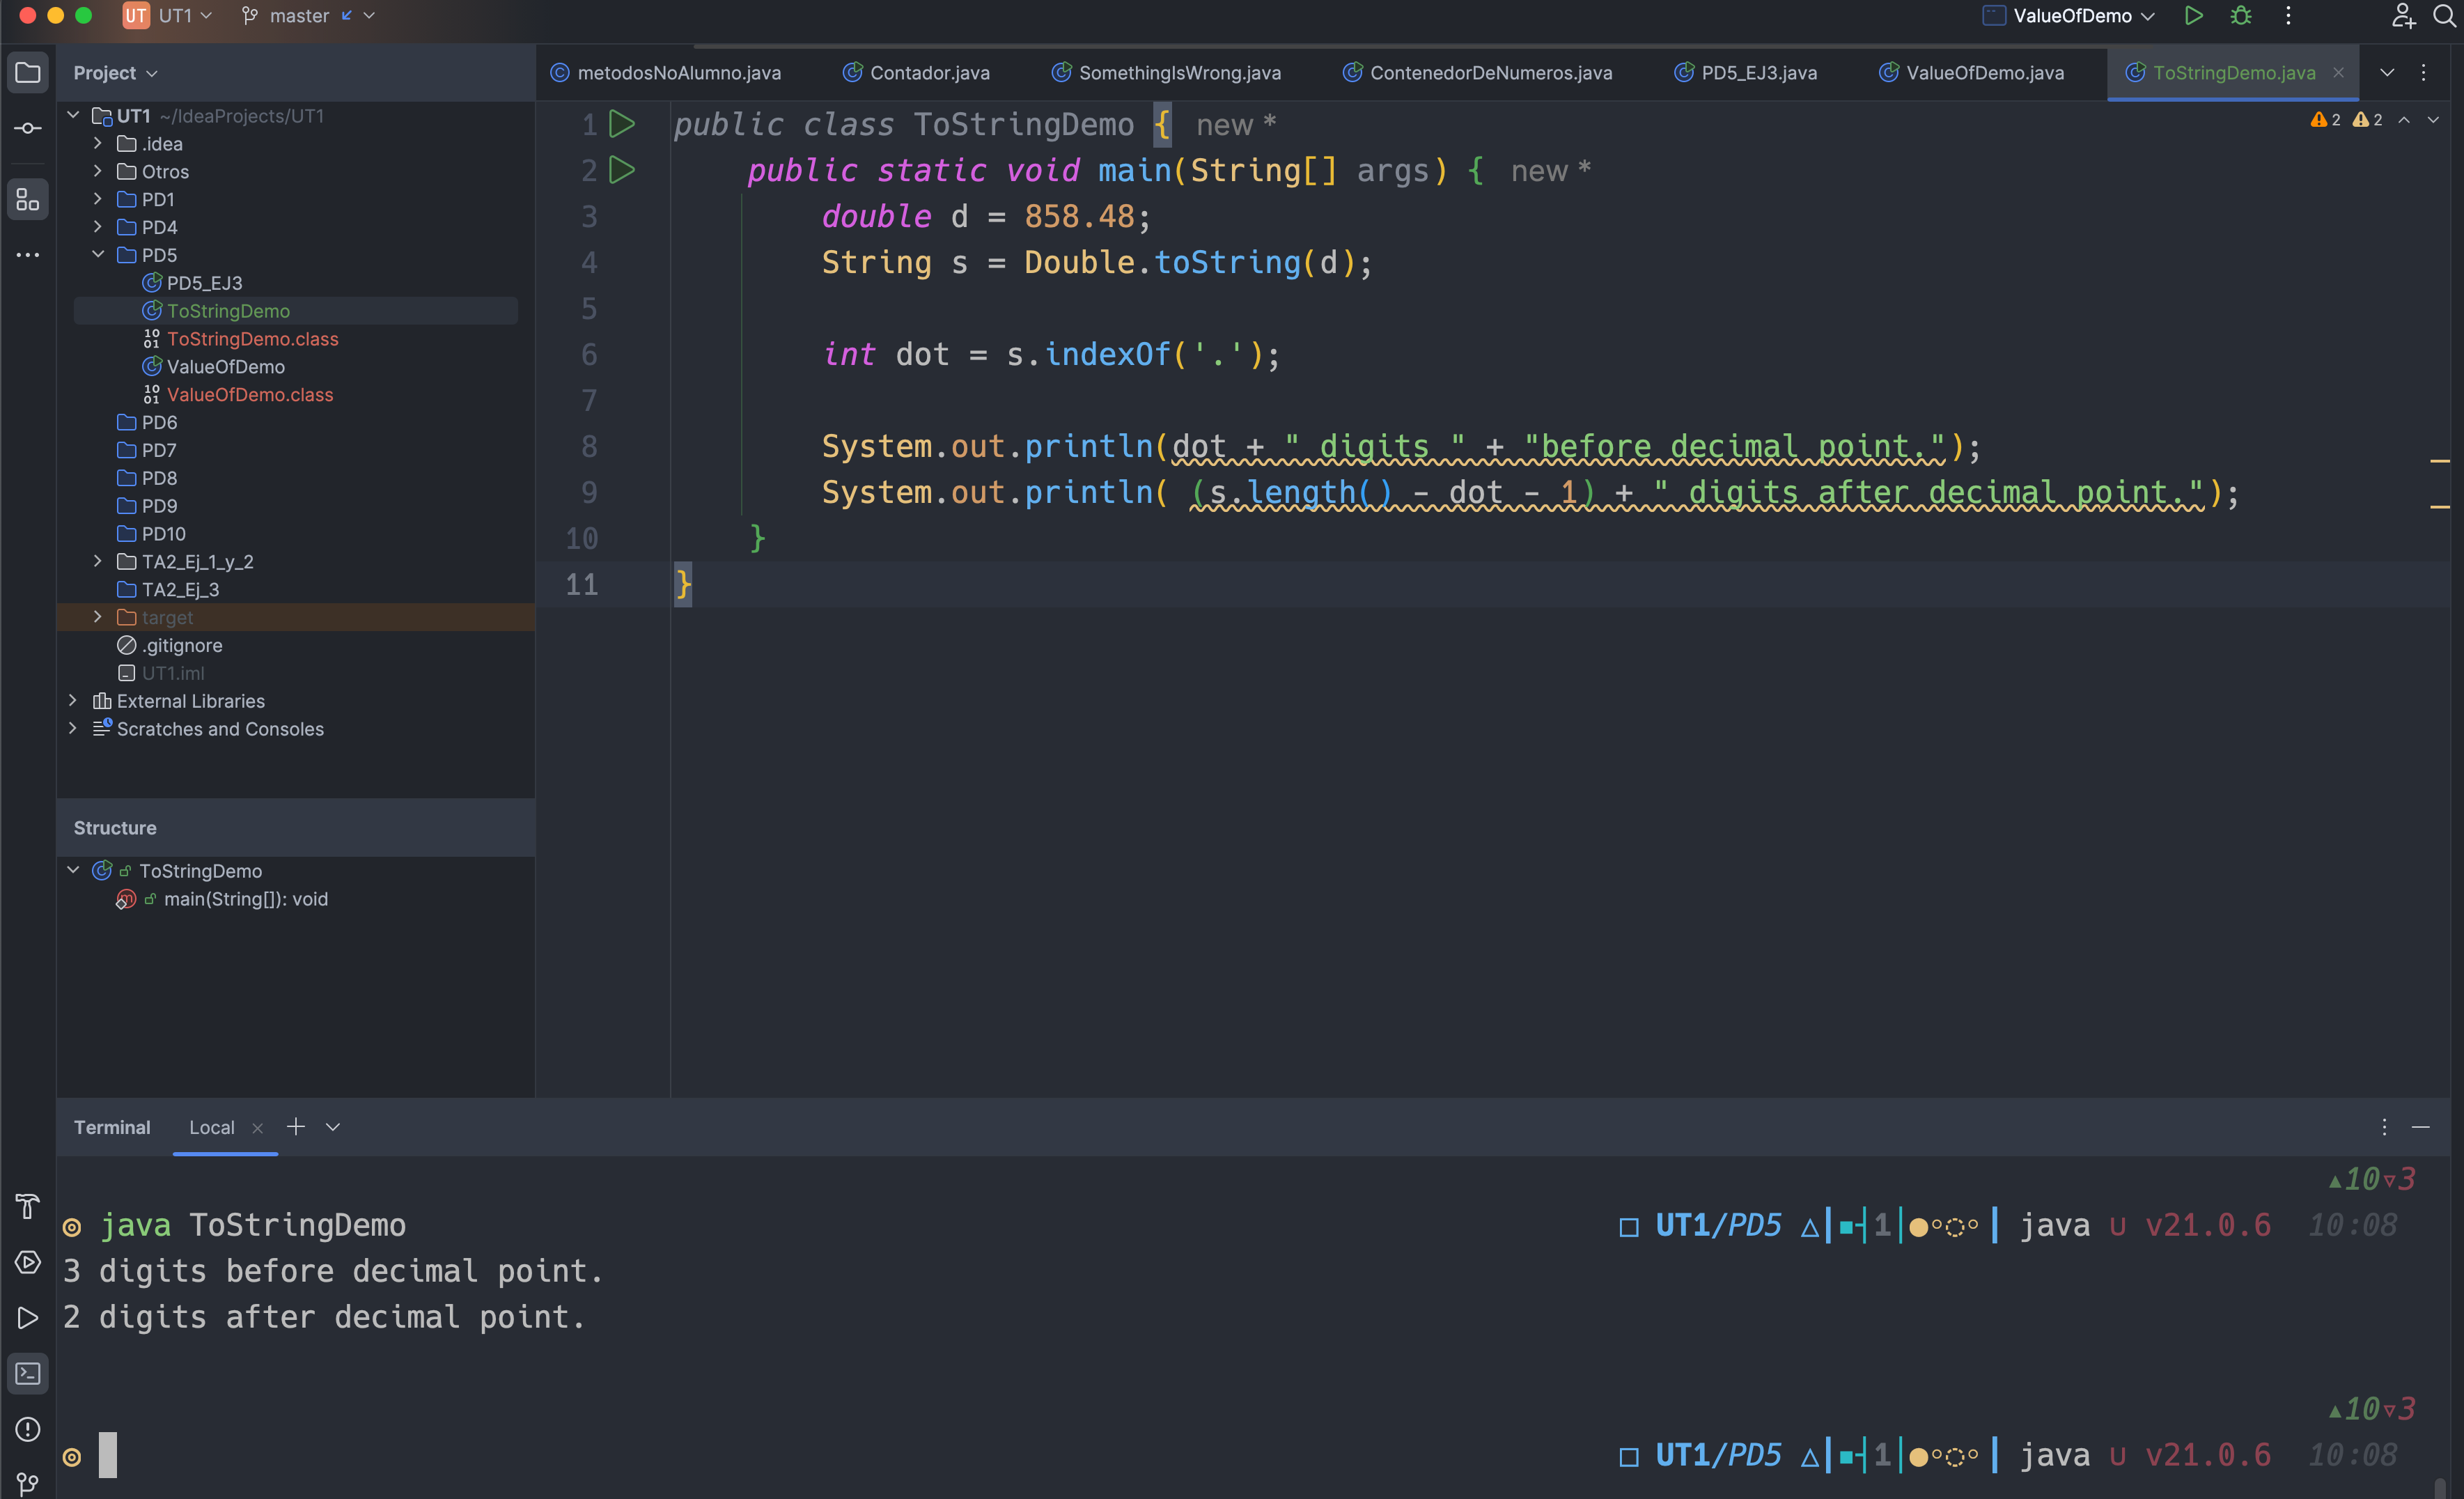 UT UT1 master ValueOfDemo
Project
metodosNoAlumno.java Contador.java SomethingIsWrong.java ContenedorDeNumeros.java PD5_EJ3.java ValueOfDemo.java ToStringDemo.java
UT1 ~/IdeaProjects/UT1
.idea
Otros
PD1
PD4
PD5
PD5_EJ3
ToStringDemo
ToStringDemo.class
ValueOfDemo
ValueOfDemo.class
PD6
PD7
PD8
PD9
PD10
TA2_Ej_1_y_2
TA2_Ej_3
target
.gitignore
UT1.iml
External Libraries
Scratches and Consoles
2 2
1 public class ToStringDemo { new *
2 public static void main(String[] args) { new *
3 double d = 858.48;
4 String s = Double.toString(d);
5
6 int dot = s.indexOf('.');
7
8 System.out.println(dot + " digits " + "before decimal point.");
9 System.out.println( (s.length() - dot - 1) + " digits after decimal point.");
10 }
11 }
Structure
ToStringDemo
main(String[]): void
Terminal Local
▲10▽3
java ToStringDemo UT1/PD5 △ 1 java ∪ v21.0.6 10:08
3 digits before decimal point.
2 digits after decimal point.
▲10▽3
UT1/PD5 △ 1 java ∪ v21.0.6 10:08